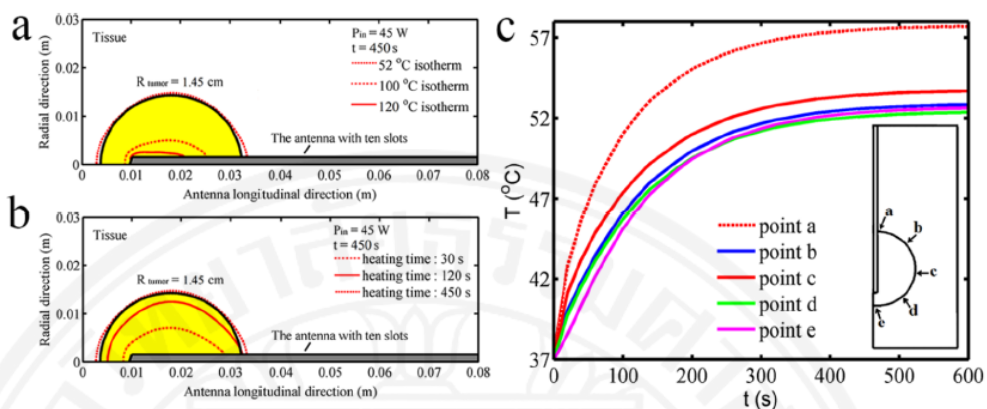 a
Tissue
P in = 45 W
t = 450 s
52 °C isotherm
100 °C isotherm
120 °C isotherm
R tumor = 1.45 cm
The antenna with ten slots
Radial direction (m)
0.03
0.02
0.01
0
0 0.01 0.02 0.03 0.04 0.05 0.06 0.07 0.08
Antenna longitudinal direction (m)
b
Tissue
P in = 45 W
t = 450 s
heating time : 30 s
heating time : 120 s
heating time : 450 s
R tumor = 1.45 cm
The antenna with ten slots
Radial direction (m)
0.03
0.02
0.01
0
0 0.01 0.02 0.03 0.04 0.05 0.06 0.07 0.08
Antenna longitudinal direction (m)
c
T (°C)
57
52
47
42
37
point a
point b
point c
point d
point e
a
b
c
d
e
0 100 200 300 400 500 600
t (s)